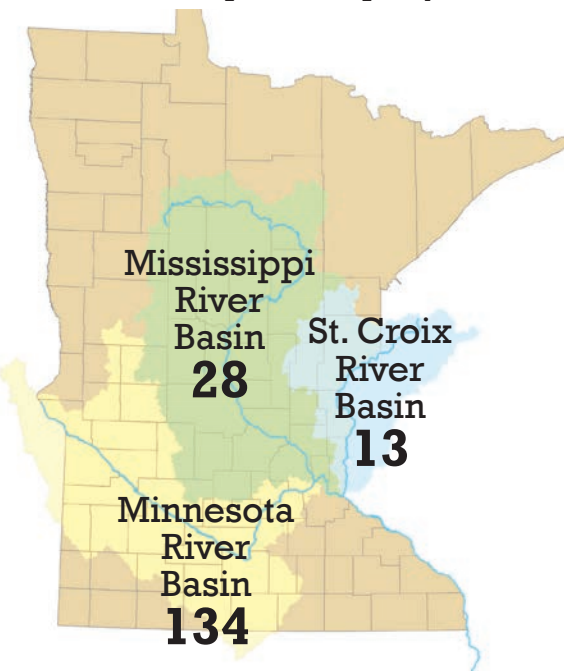 Mississippi
River
Basin
28
St. Croix
River
Basin
13
Minnesota
River
Basin
134